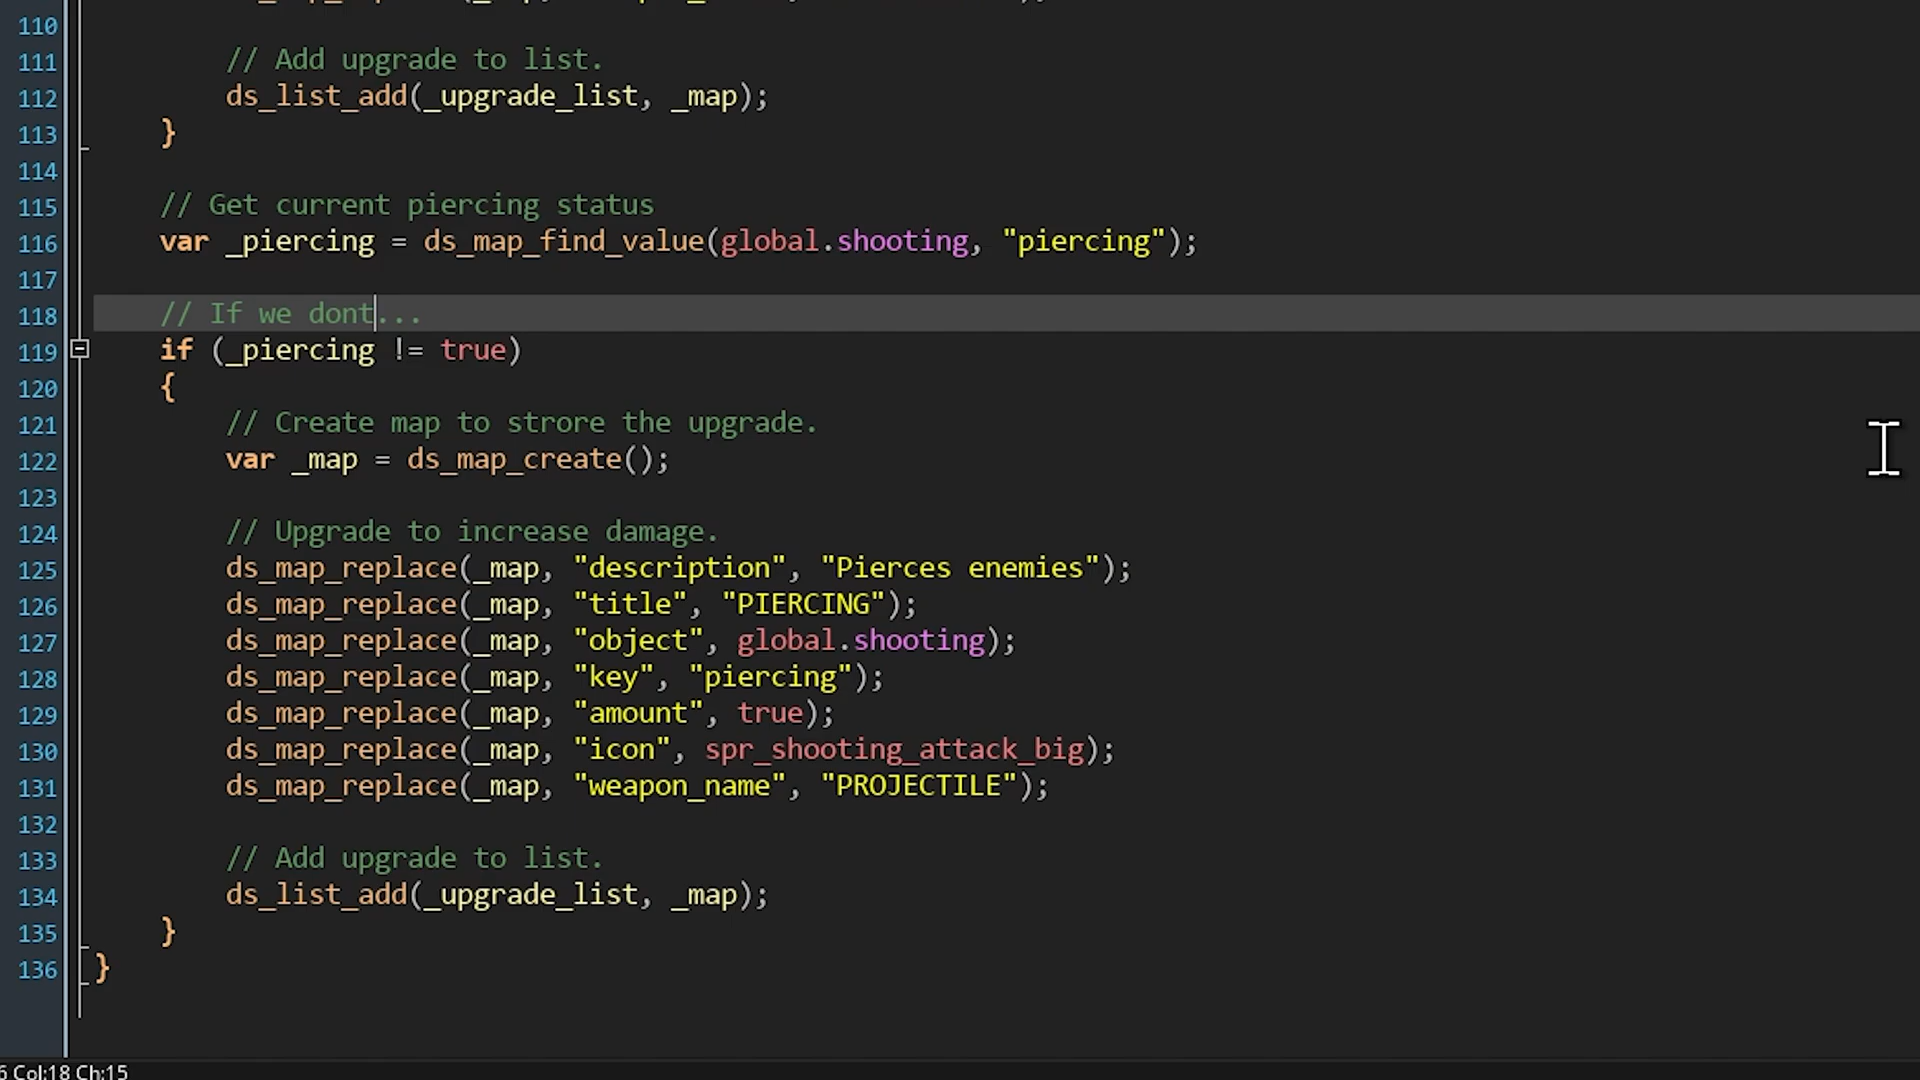 110
111 // Add upgrade to list.
112 ds_list_add(_upgrade_list, _map);
113 }
114
115 // Get current piercing status
116 var _piercing = ds_map_find_value(global.shooting, "piercing");
117
118 // If we dont...
119 if (_piercing != true)
120 {
121 // Create map to strore the upgrade.
122 var _map = ds_map_create();
123
124 // Upgrade to increase damage.
125 ds_map_replace(_map, "description", "Pierces enemies");
126 ds_map_replace(_map, "title", "PIERCING");
127 ds_map_replace(_map, "object", global.shooting);
128 ds_map_replace(_map, "key", "piercing");
129 ds_map_replace(_map, "amount", true);
130 ds_map_replace(_map, "icon", spr_shooting_attack_big);
131 ds_map_replace(_map, "weapon_name", "PROJECTILE");
132
133 // Add upgrade to list.
134 ds_list_add(_upgrade_list, _map);
135 }
136 }
6 Col:18 Ch:15